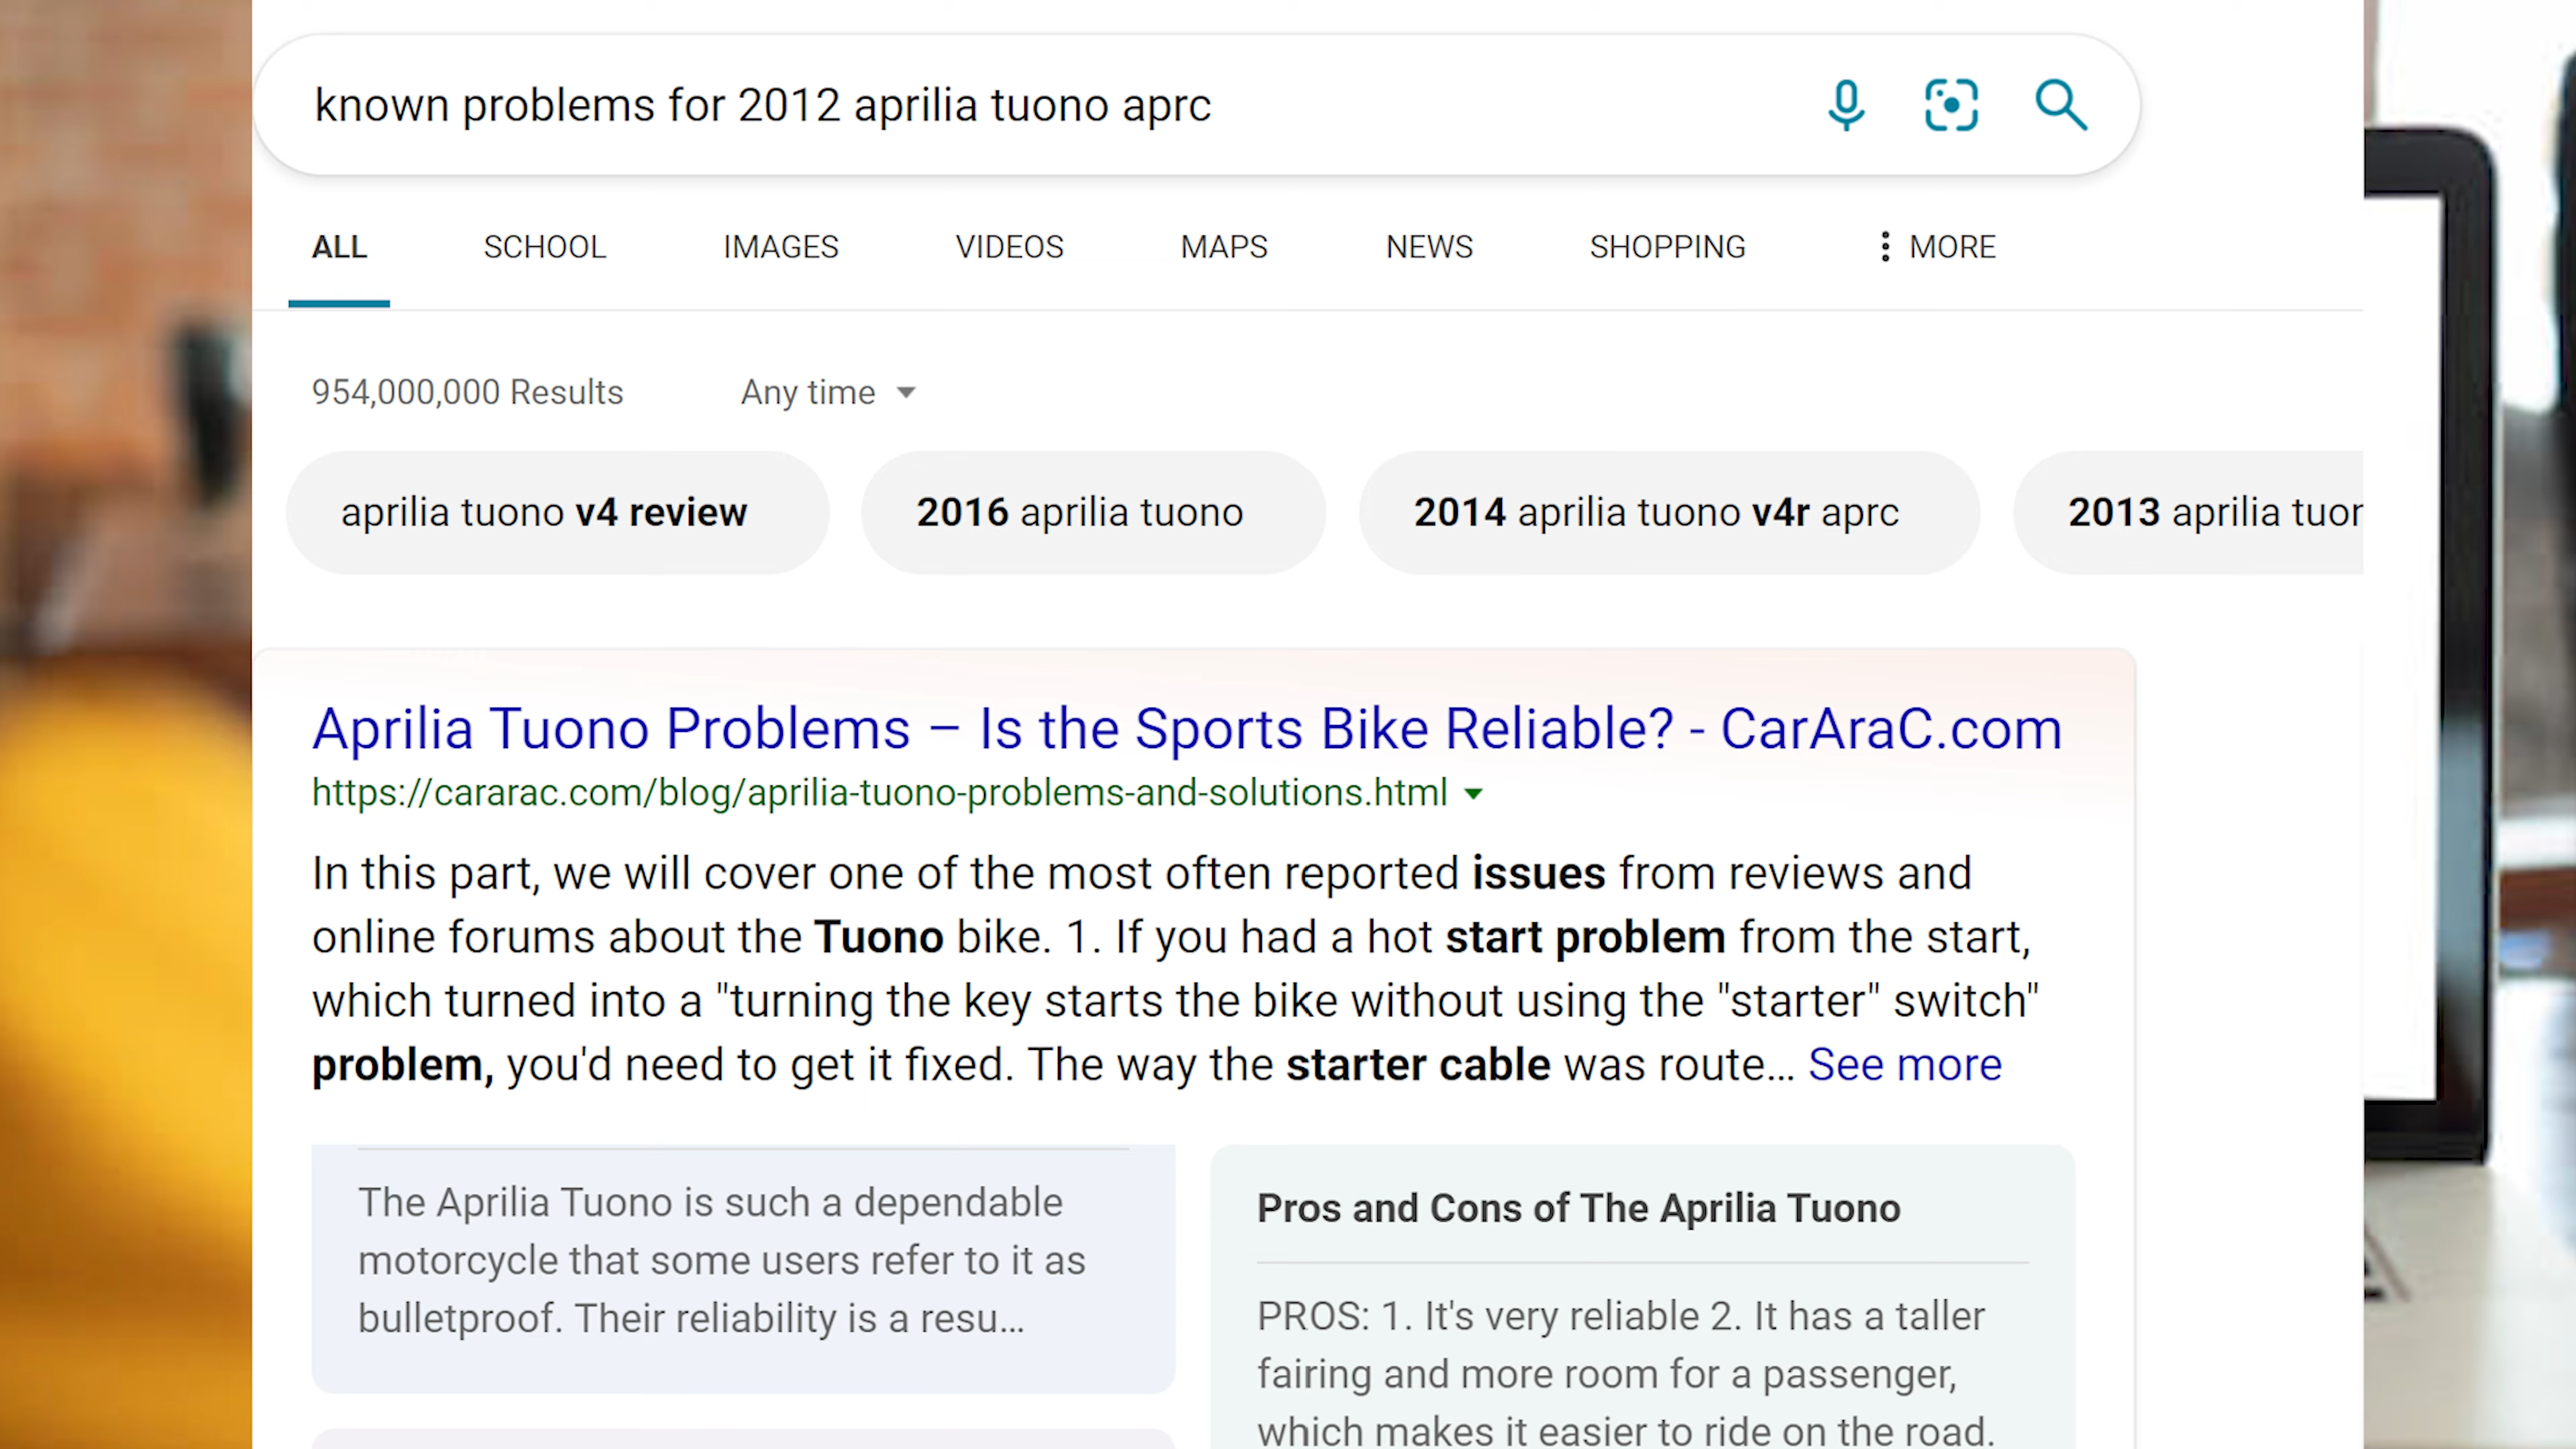 known problems for 2012 aprilia tuono aprc
ALL SCHOOL IMAGES VIDEOS MAPS NEWS SHOPPING MORE
954,000,000 Results Any time
aprilia tuono v4 review 2016 aprilia tuono 2014 aprilia tuono v4r aprc 2013 aprilia tuor
Aprilia Tuono Problems – Is the Sports Bike Reliable? - CarAraC.com
https://cararac.com/blog/aprilia-tuono-problems-and-solutions.html
In this part, we will cover one of the most often reported issues from reviews and
online forums about the Tuono bike. 1. If you had a hot start problem from the start,
which turned into a "turning the key starts the bike without using the "starter" switch"
problem, you'd need to get it fixed. The way the starter cable was route... See more
The Aprilia Tuono is such a dependable
motorcycle that some users refer to it as
bulletproof. Their reliability is a resu...
Pros and Cons of The Aprilia Tuono
PROS: 1. It's very reliable 2. It has a taller
fairing and more room for a passenger,
which makes it easier to ride on the road.